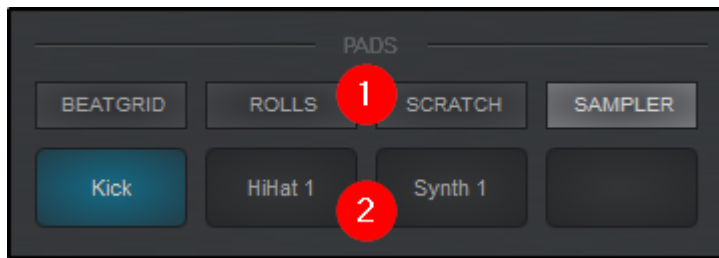 PADS
BEATGRID ROLLS 1 SCRATCH SAMPLER
Kick HiHat 1 2 Synth 1